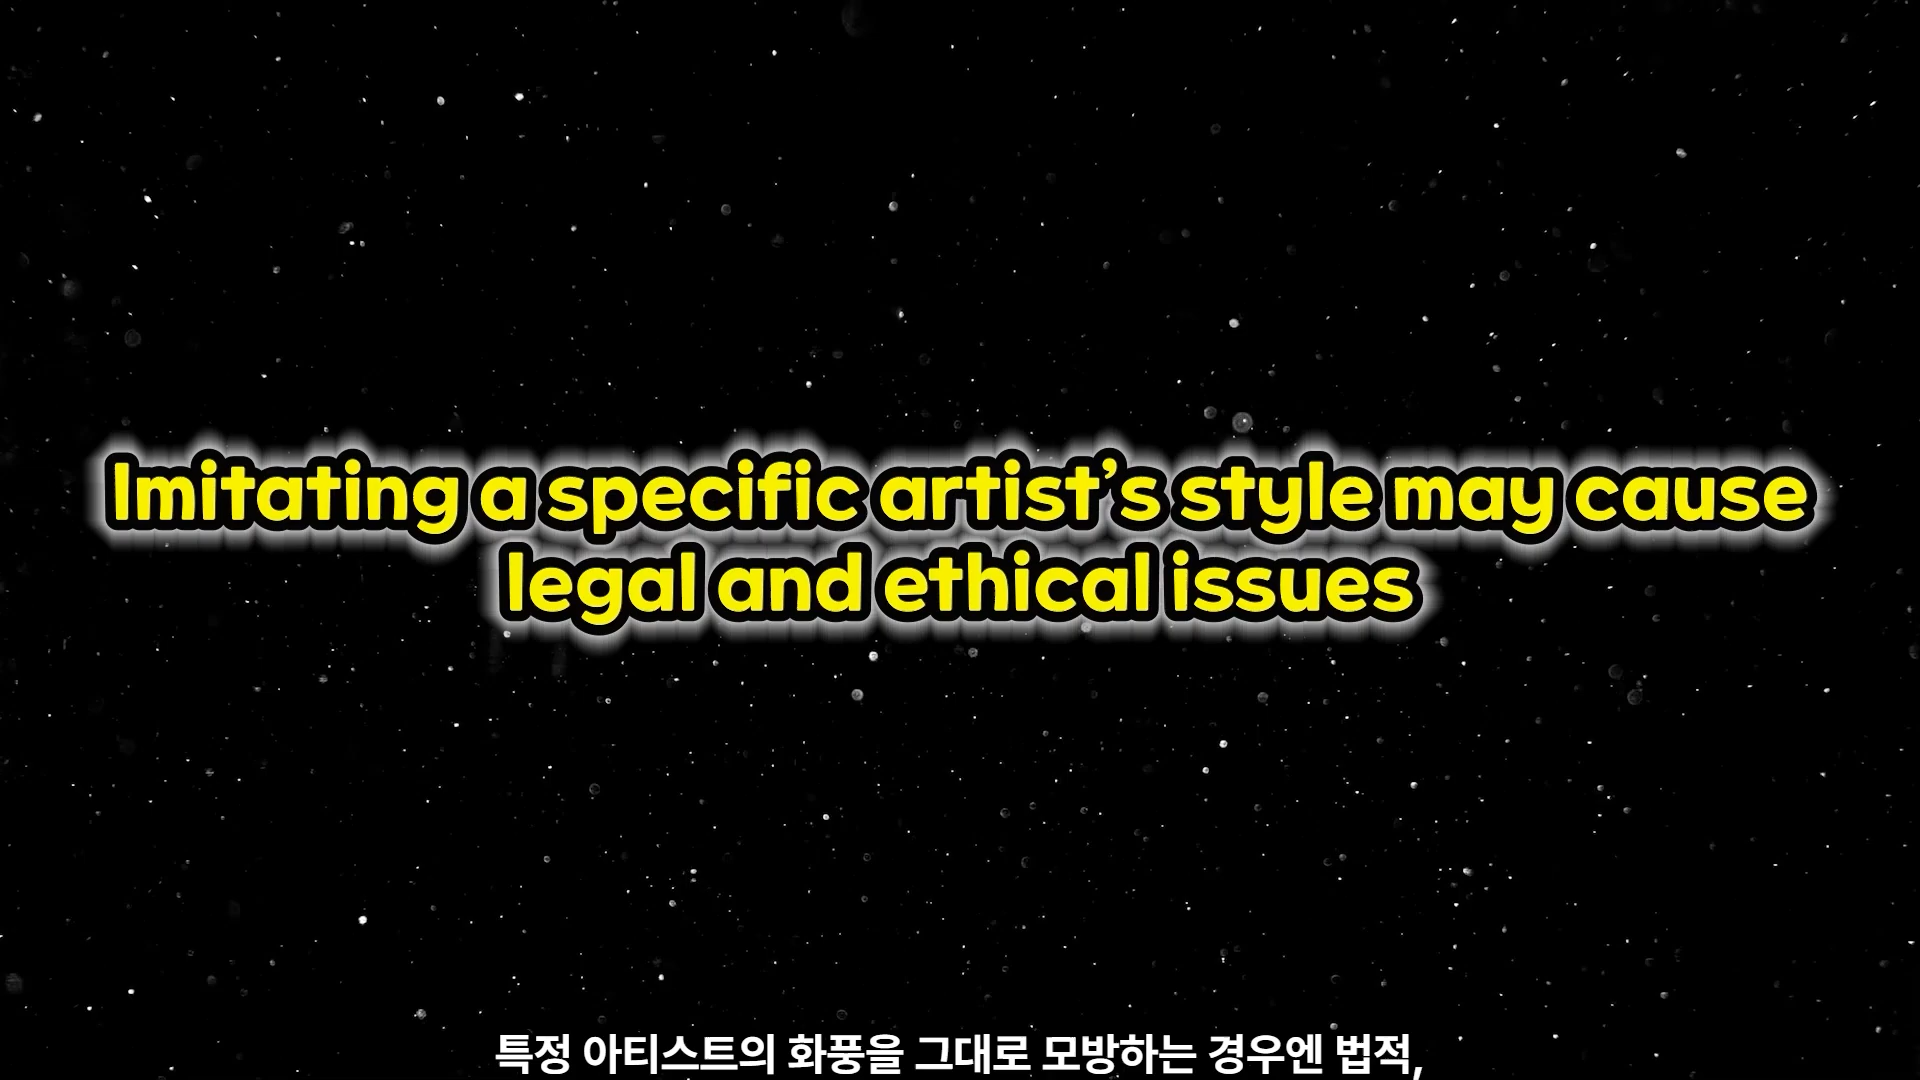 Imitating a specific artist’s style may cause
legal and ethical issues
특정 아티스트의 화풍을 그대로 모방하는 경우엔 법적,